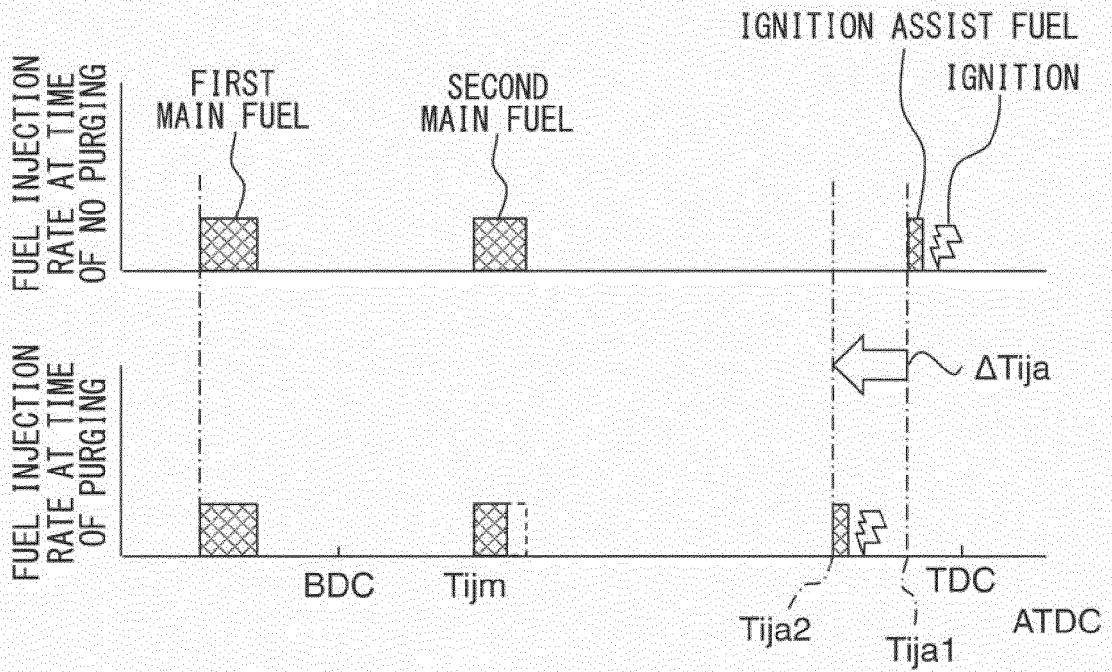 IGNITION ASSIST FUEL
IGNITION
FIRST
MAIN FUEL
SECOND
MAIN FUEL
FUEL INJECTION
RATE AT TIME
OF NO PURGING
ΔTija
FUEL INJECTION
RATE AT TIME
OF PURGING
BDC
Tijm
TDC
Tija2
Tija1
ATDC